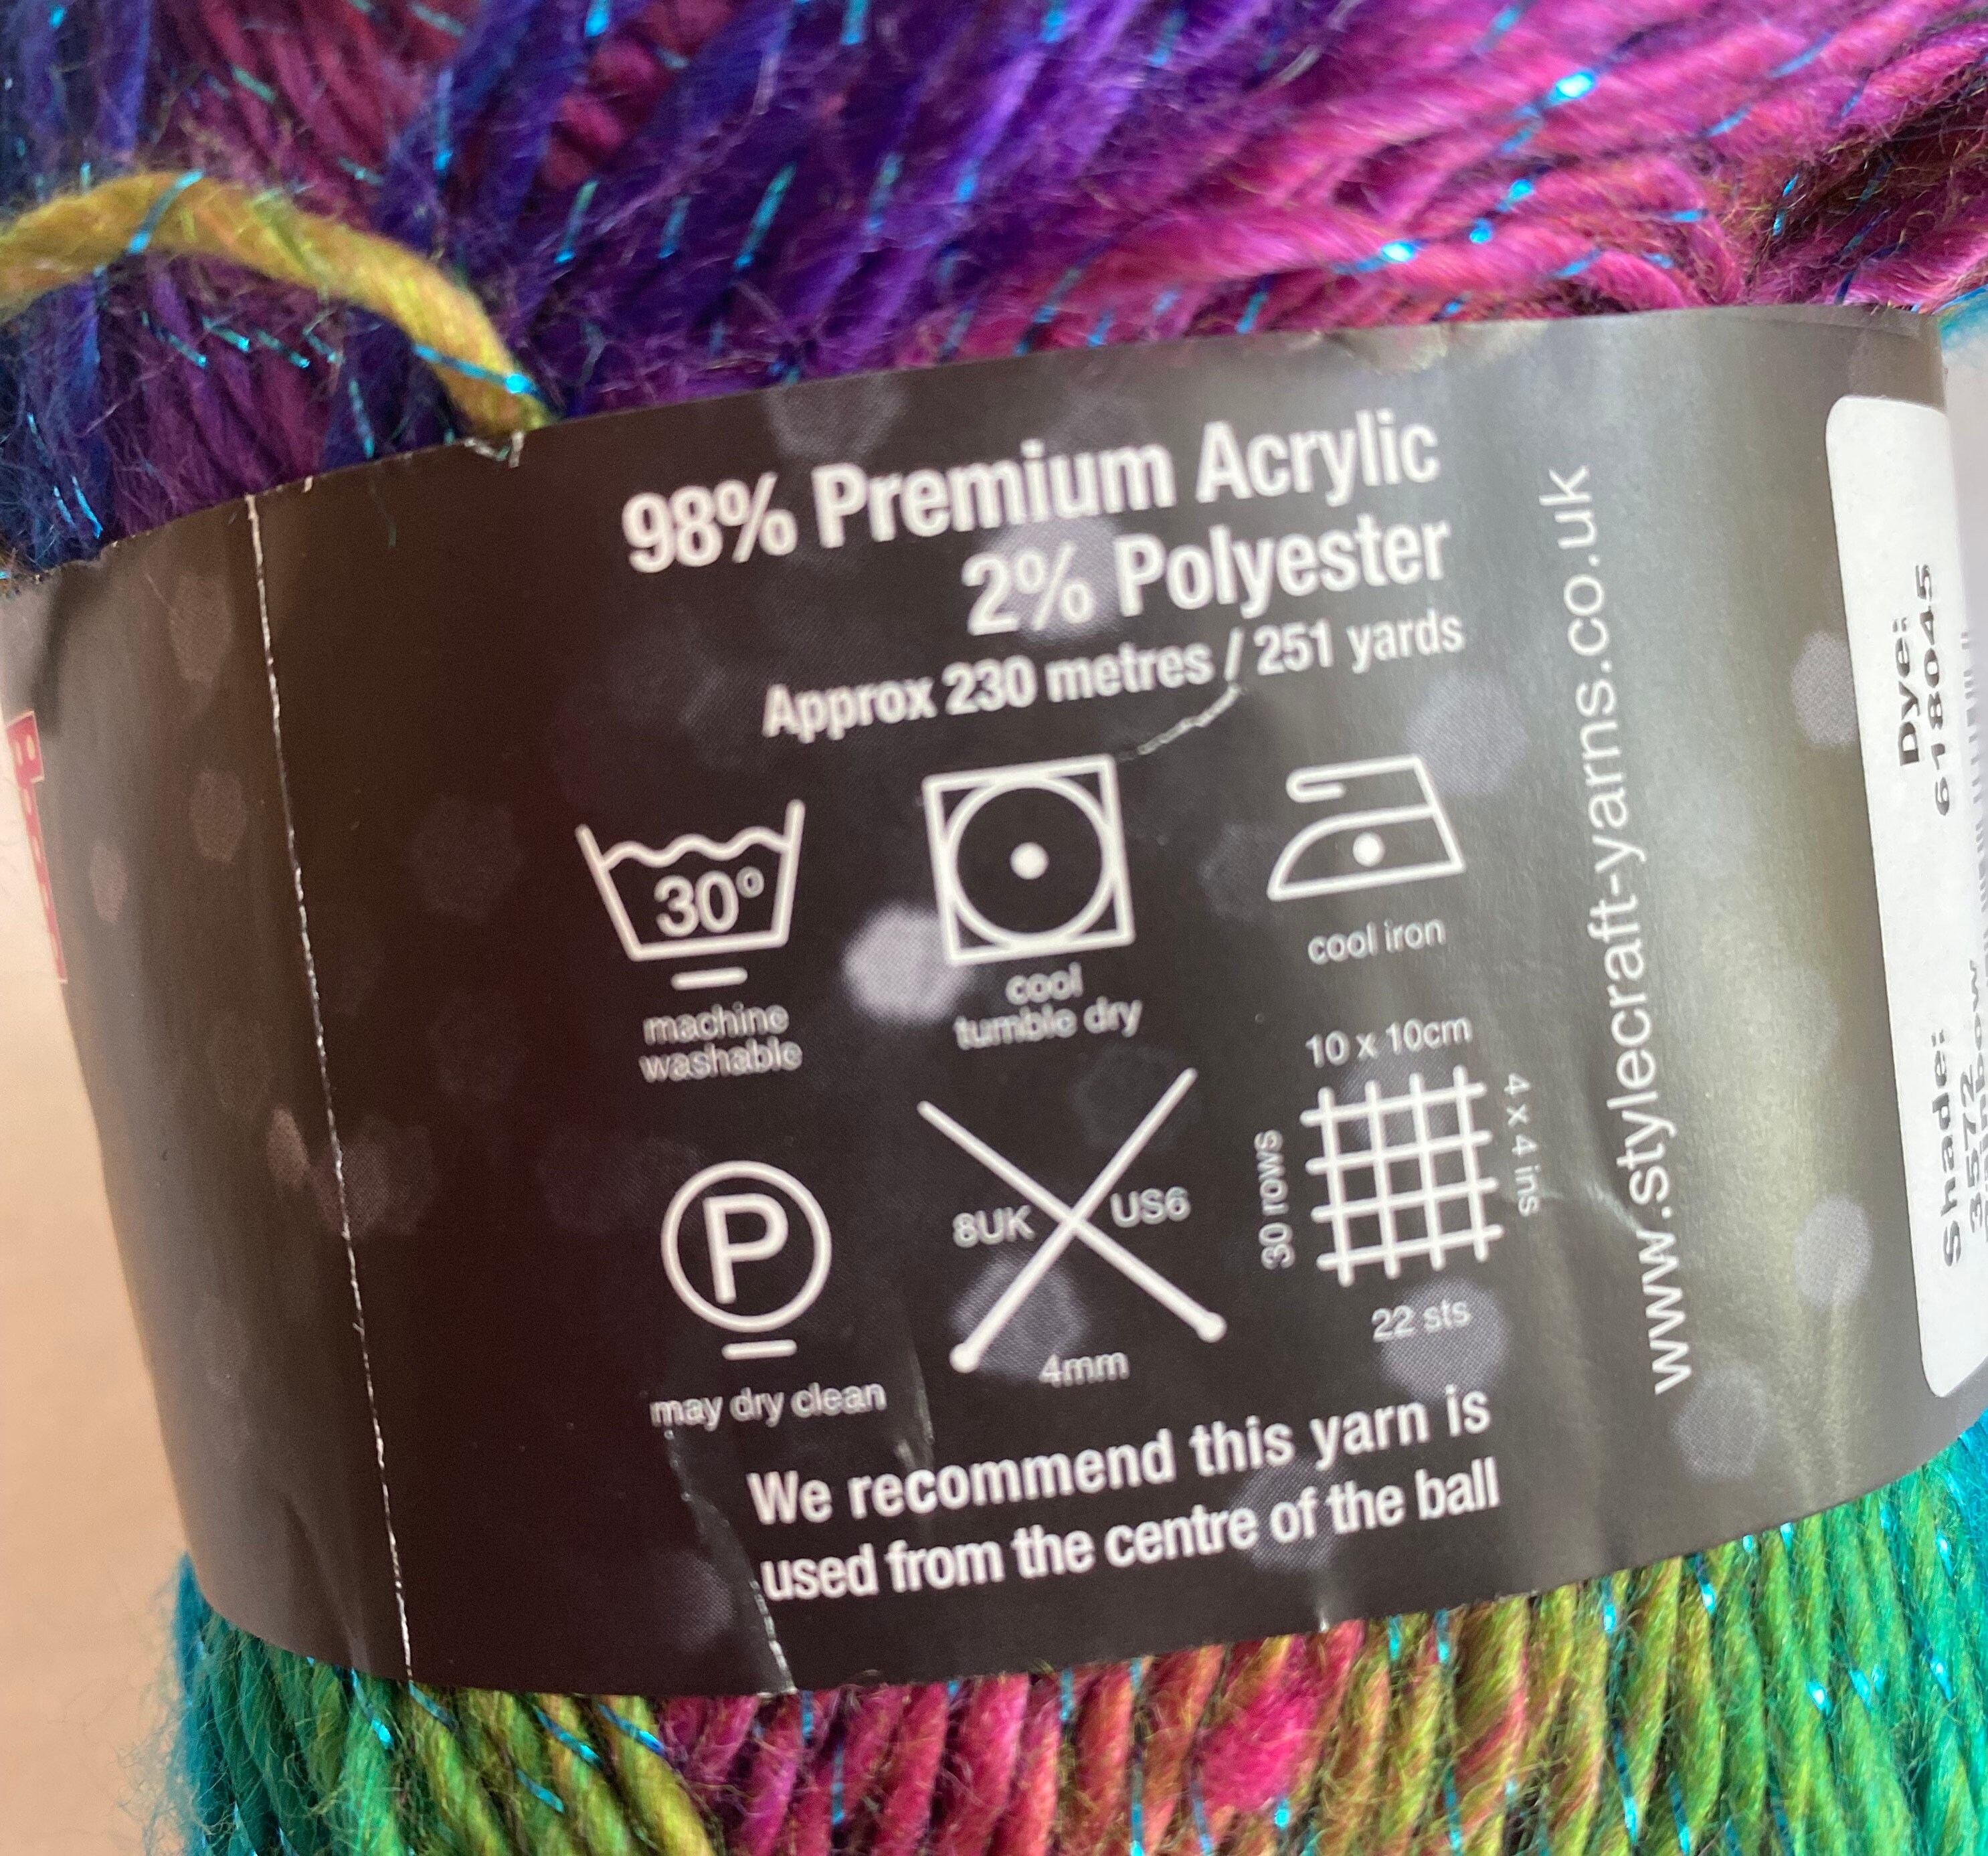 98% Premium Acrylic
2% Polyester
Approx 230 metres / 251 yards
30°
machine
washable
cool
tumble dry
cool iron
P
may dry clean
8UK
US6
4mm
10 x 10cm
4 x 4 ins
30 rows
22 sts
We recommend this yarn is
used from the centre of the ball
www.stylecraft-yarns.co.uk
Dye:
618045
Shade:
3572